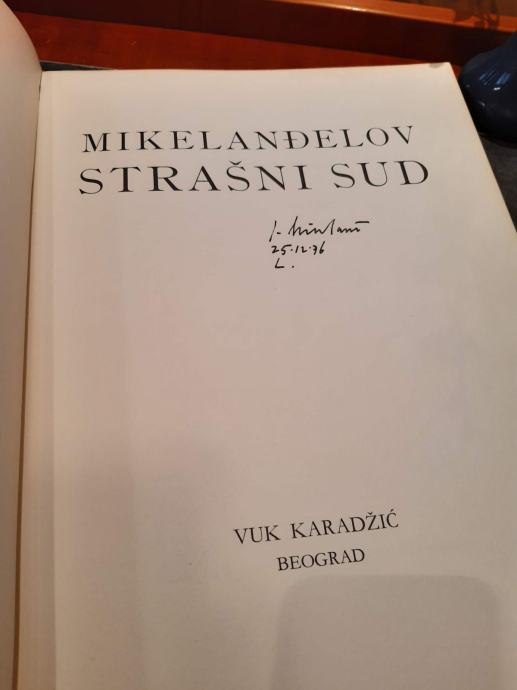 MIKELANĐELOV
STRAŠNI SUD
25.12.76
L.
VUK KARADŽIĆ
BEOGRAD